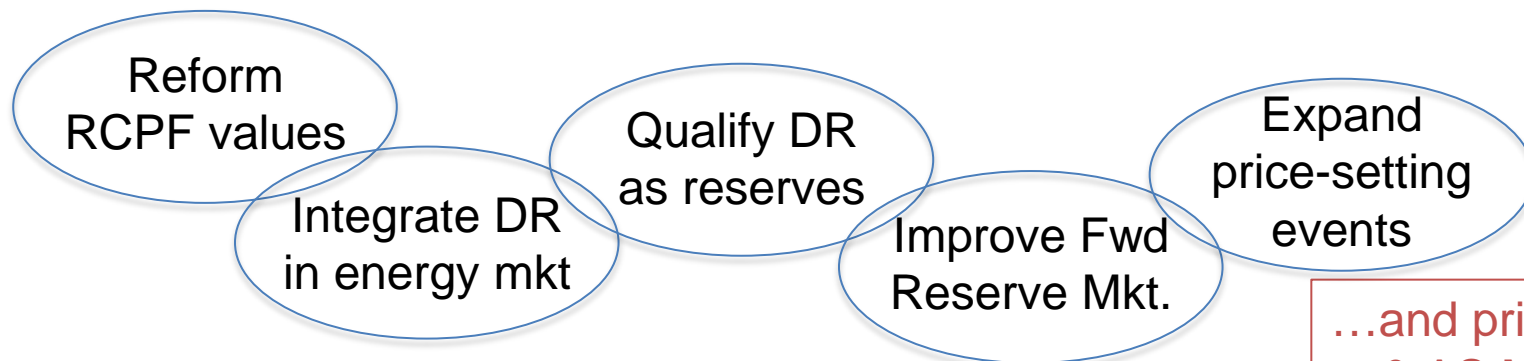 Reform
RCPF values
Integrate DR
in energy mkt
Qualify DR
as reserves
Improve Fwd
Reserve Mkt.
Expand
price-setting
events
…and pri